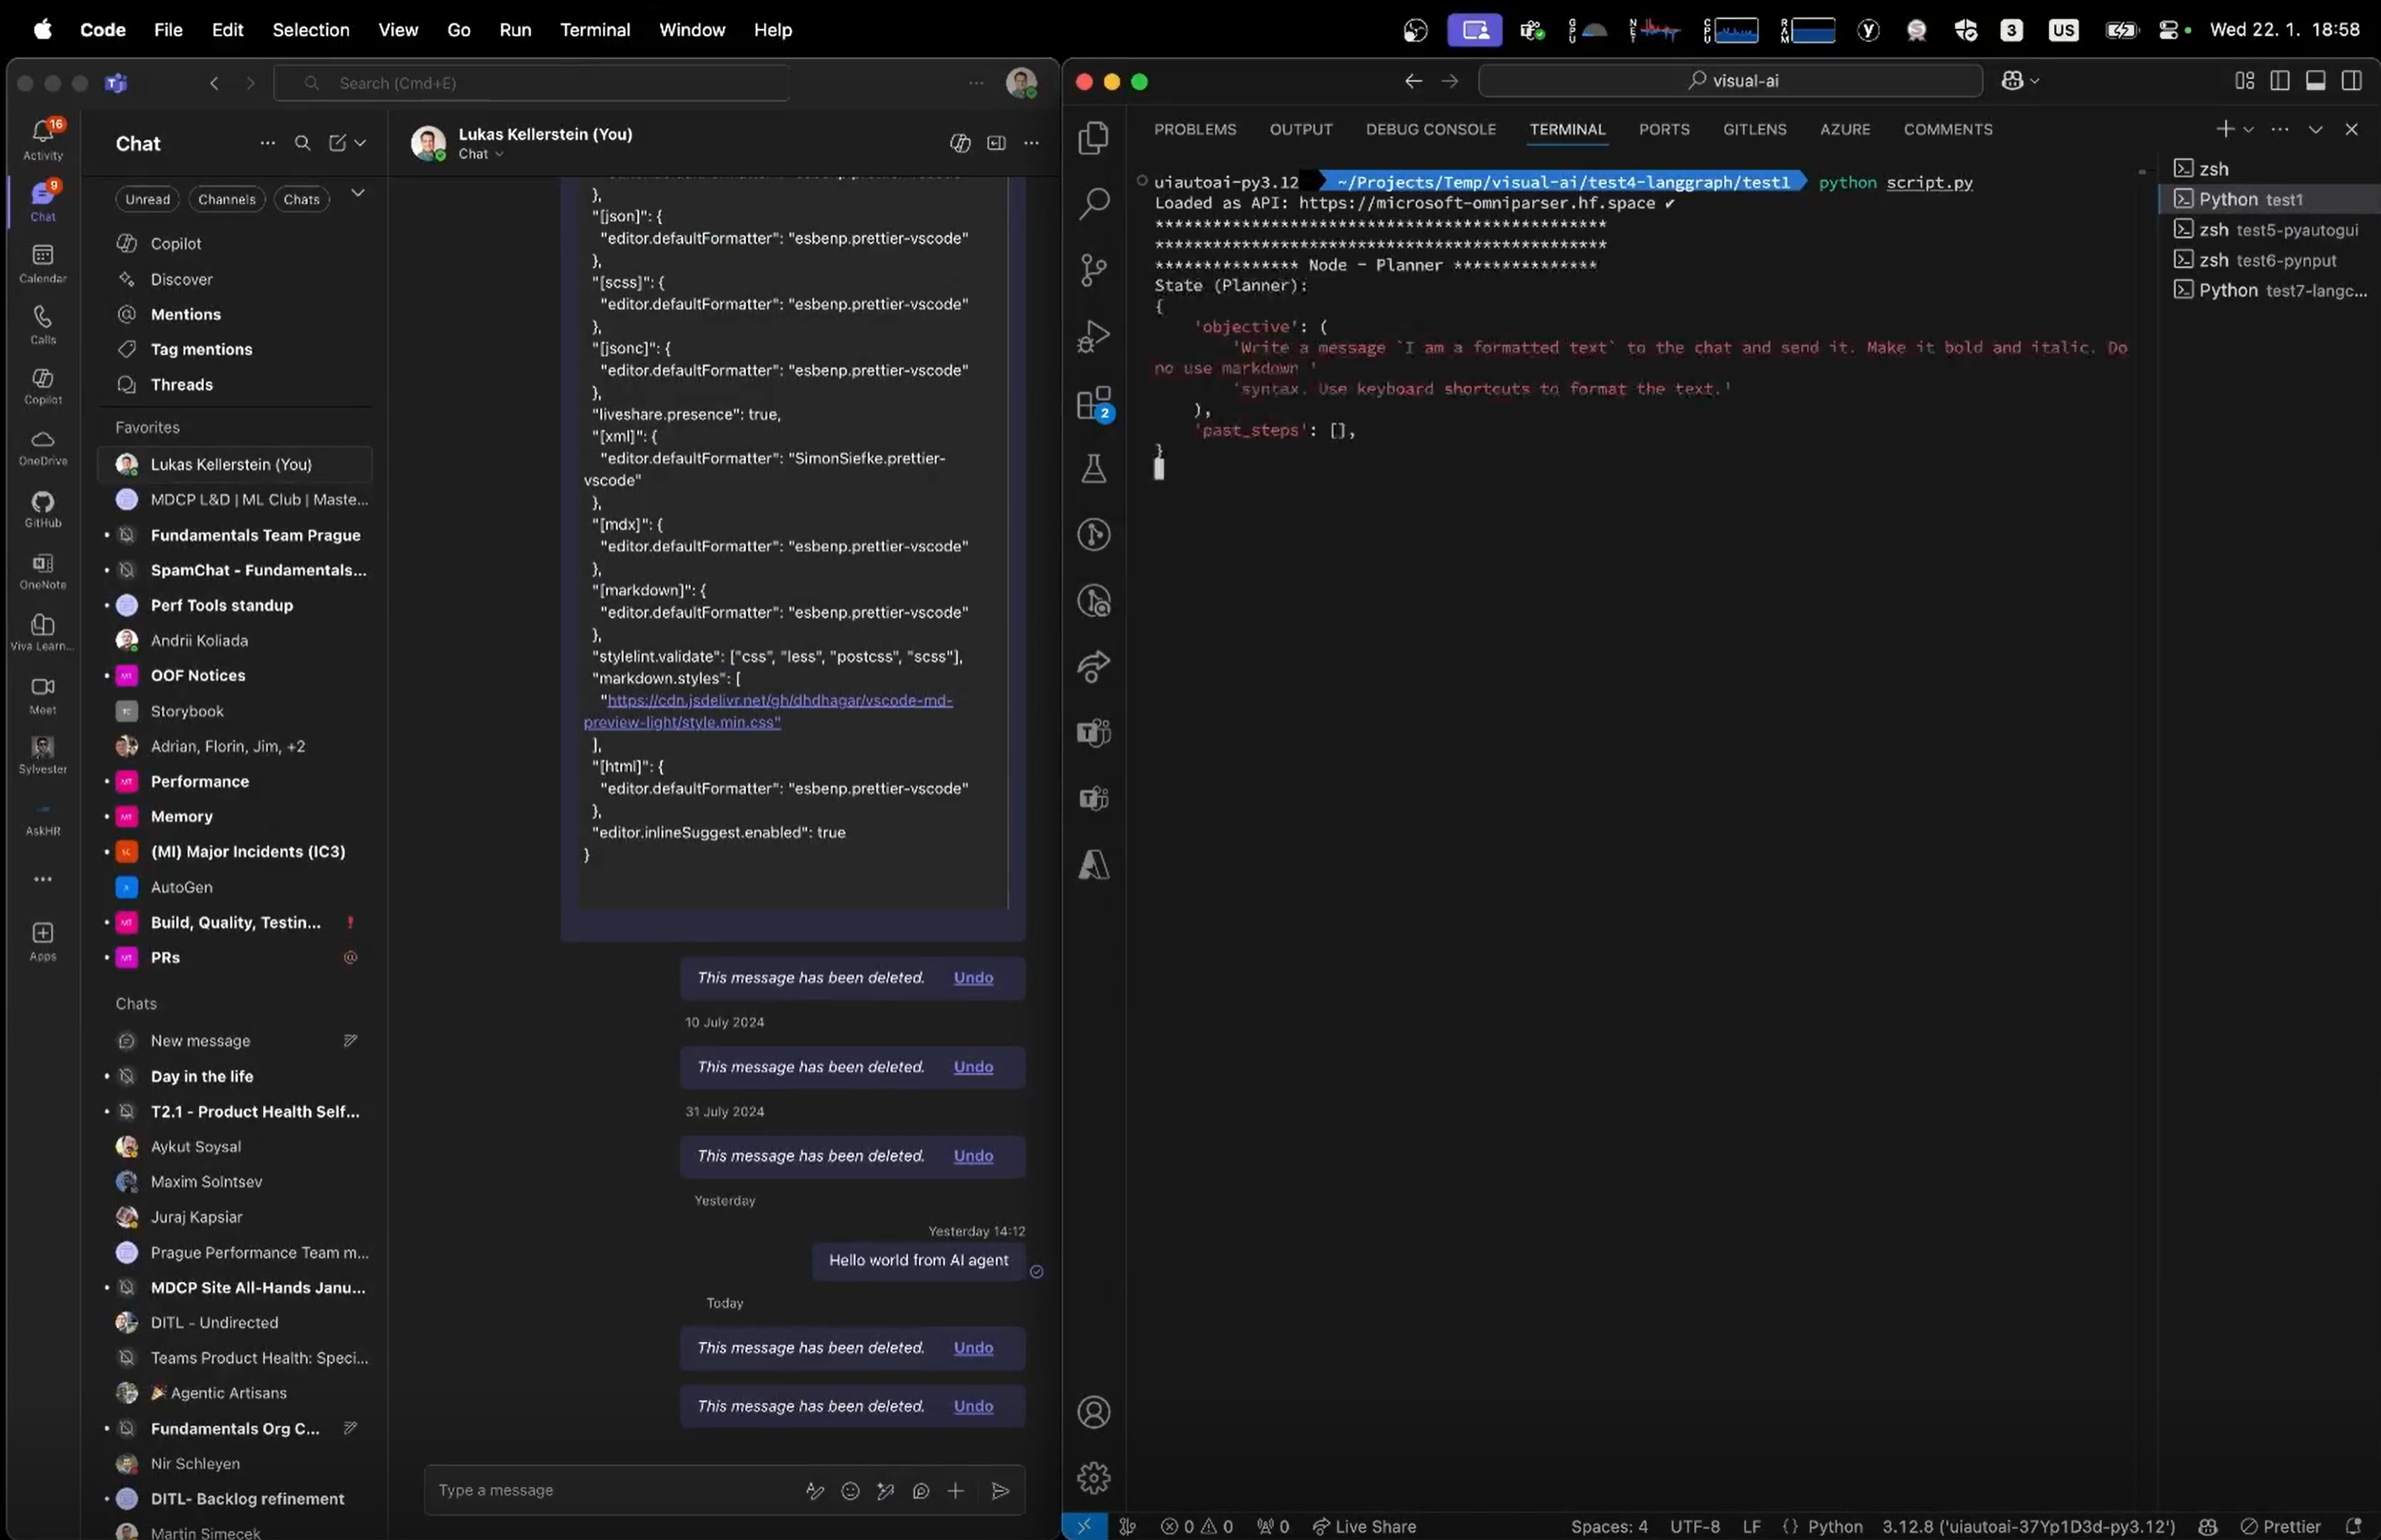 Code File Edit Selection View Go Run Terminal Window Help
GPU NET CPU RAM 3 US Wed 22. 1. 18:58
Search (Cmd+E)
16
Activity
9
Chat
Calendar
Calls
Copilot
OneDrive
GitHub
OneNote
Viva Learn...
Meet
Sylvester
AskHR
Apps
Chat
Unread Channels Chats
Copilot
Discover
Mentions
Tag mentions
Threads
Favorites
Lukas Kellerstein (You)
MDCP L&D | ML Club | Maste...
Fundamentals Team Prague
SpamChat - Fundamentals...
Perf Tools standup
Andrii Koliada
OOF Notices
Storybook
Adrian, Florin, Jim, +2
Performance
Memory
(MI) Major Incidents (IC3)
AutoGen
Build, Quality, Testin...
PRs
Chats
New message
Day in the life
T2.1 - Product Health Self...
Aykut Soysal
Maxim Solntsev
Juraj Kapsiar
Prague Performance Team m...
MDCP Site All-Hands Janu...
DITL - Undirected
Teams Product Health: Speci...
🎉 Agentic Artisans
Fundamentals Org C...
Nir Schleyen
DITL- Backlog refinement
Martin Simecek
Lukas Kellerstein (You)
Chat
},
"[json]": {
"editor.defaultFormatter": "esbenp.prettier-vscode"
},
"[scss]": {
"editor.defaultFormatter": "esbenp.prettier-vscode"
},
"[jsonc]": {
"editor.defaultFormatter": "esbenp.prettier-vscode"
},
"liveshare.presence": true,
"[xml]": {
"editor.defaultFormatter": "SimonSiefke.prettier-
vscode"
},
"[mdx]": {
"editor.defaultFormatter": "esbenp.prettier-vscode"
},
"[markdown]": {
"editor.defaultFormatter": "esbenp.prettier-vscode"
},
"stylelint.validate": ["css", "less", "postcss", "scss"],
"markdown.styles": [
"https://cdn.jsdelivr.net/gh/dhdhagar/vscode-md-
preview-light/style.min.css"
],
"[html]": {
"editor.defaultFormatter": "esbenp.prettier-vscode"
},
"editor.inlineSuggest.enabled": true
}
This message has been deleted. Undo
10 July 2024
This message has been deleted. Undo
31 July 2024
This message has been deleted. Undo
Yesterday
Yesterday 14:12
Hello world from AI agent
Today
This message has been deleted. Undo
This message has been deleted. Undo
Type a message
visual-ai
PROBLEMS OUTPUT DEBUG CONSOLE TERMINAL PORTS GITLENS AZURE COMMENTS
uiautoai-py3.12 ~/Projects/Temp/visual-ai/test4-langgraph/test1 python script.py
Loaded as API: https://microsoft-omniparser.hf.space ✔
********************************************
********************************************
*************** Node - Planner ***************
State (Planner):
{
'objective': (
'Write a message `I am a formatted text` to the chat and send it. Make it bold and italic. Do
no use markdown '
'syntax. Use keyboard shortcuts to format the text.'
),
'past_steps': [],
}
zsh
Python test1
zsh test5-pyautogui
zsh test6-pynput
Python test7-langc...
2
0 0 0 Live Share Spaces: 4 UTF-8 LF {} Python 3.12.8 ('uiautoai-37Yp1D3d-py3.12') Prettier